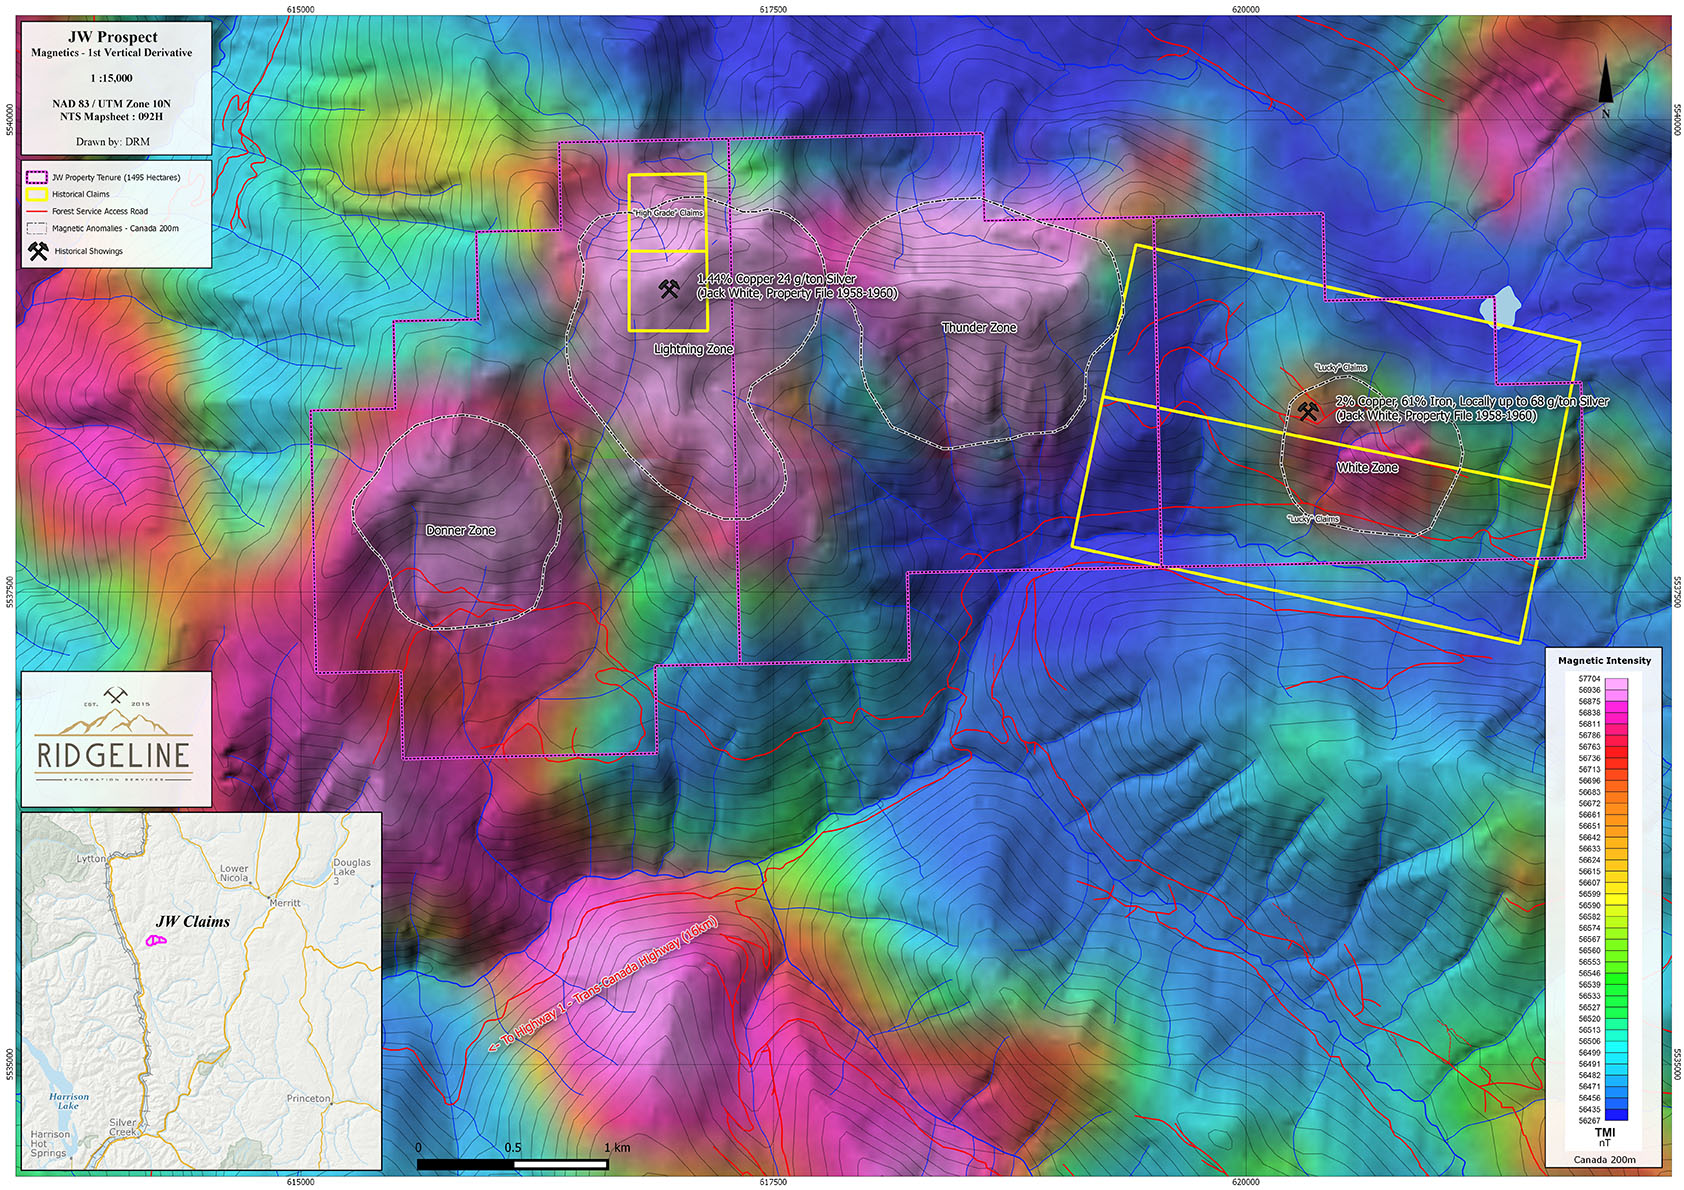 615000
617500
620000
JW Prospect
Magnetics - 1st Vertical Derivative
1 :15,000
NAD 83 / UTM Zone 10N
NTS Mapsheet : 092H
Drawn by: DRM
JW Property Tenure (1495 Hectares)
Historical Claims
Forest Service Access Road
Magnetic Anomalies - Canada 200m
Historical Showings
5540000
5540000
N
"High Grade" Claims
1.44% Copper 24 g/ton Silver
(Jack White, Property File 1958-1960)
Lightning Zone
Thunder Zone
"Lucky" Claims
2% Copper, 61% Iron, Locally up to 68 g/ton Silver
(Jack White, Property File 1958-1960)
White Zone
"Lucky" Claims
Donner Zone
5537500
5537500
EST. 2015
RIDGELINE
EXPLORATION SERVICES
Lytton
Lower
Nicola
Douglas
Lake
3
Merritt
JW Claims
Harrison
Lake
Princeton
Silver
Creek
Harrison
Hot
Springs
<- To Highway 1 - Trans-Canada Highway (16km)
0 0.5 1 km
Magnetic Intensity
57704
56936
56875
56838
56811
56786
56763
56736
56713
56696
56683
56672
56661
56651
56642
56633
56624
56615
56607
56599
56590
56582
56574
56567
56560
56553
56546
56539
56533
56527
56520
56513
56506
56499
56491
56482
56471
56456
56435
56267
TMI
nT
Canada 200m
5535000
5535000
615000
617500
620000